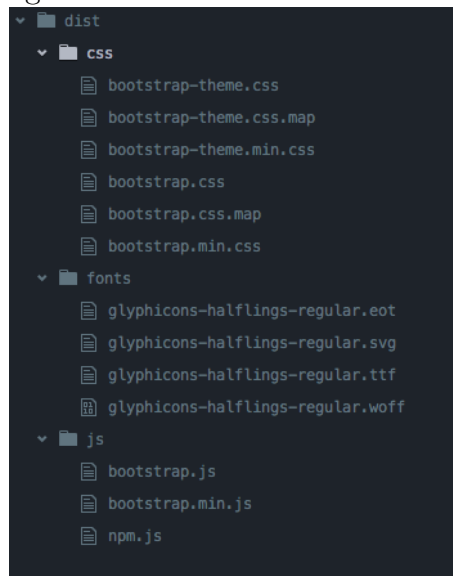 dist
css
bootstrap-theme.css
bootstrap-theme.css.map
bootstrap-theme.min.css
bootstrap.css
bootstrap.css.map
bootstrap.min.css
fonts
glyphicons-halflings-regular.eot
glyphicons-halflings-regular.svg
glyphicons-halflings-regular.ttf
glyphicons-halflings-regular.woff
js
bootstrap.js
bootstrap.min.js
npm.js